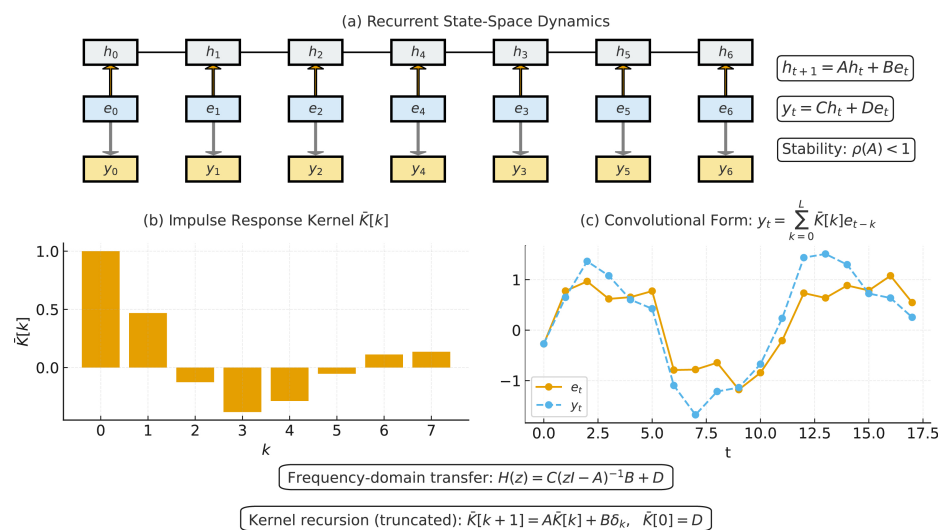 (a) Recurrent State-Space Dynamics
h₀ h₁ h₂ h₄ h₃ h₅ h₆
e₀ e₁ e₂ e₄ e₃ e₅ e₆
y₀ y₁ y₂ y₄ y₃ y₅ y₆
hₜ₊₁ = Ahₜ + Beₜ
yₜ = Chₜ + Deₜ
Stability: ρ(A) < 1
(b) Impulse Response Kernel K̄[k]
K̄[k]
1.0
0.5
0.0
0 1 2 3 4 5 6 7
k
(c) Convolutional Form: yₜ = ∑_{k=0}^{L} K̄[k]eₜ₋ₖ
1
0
−1
eₜ
yₜ
0.0 2.5 5.0 7.5 10.0 12.5 15.0 17.5
t
Frequency-domain transfer: H(z) = C(zI − A)⁻¹B + D
Kernel recursion (truncated): K̄[k + 1] = AK̄[k] + Bδₖ, K̄[0] = D